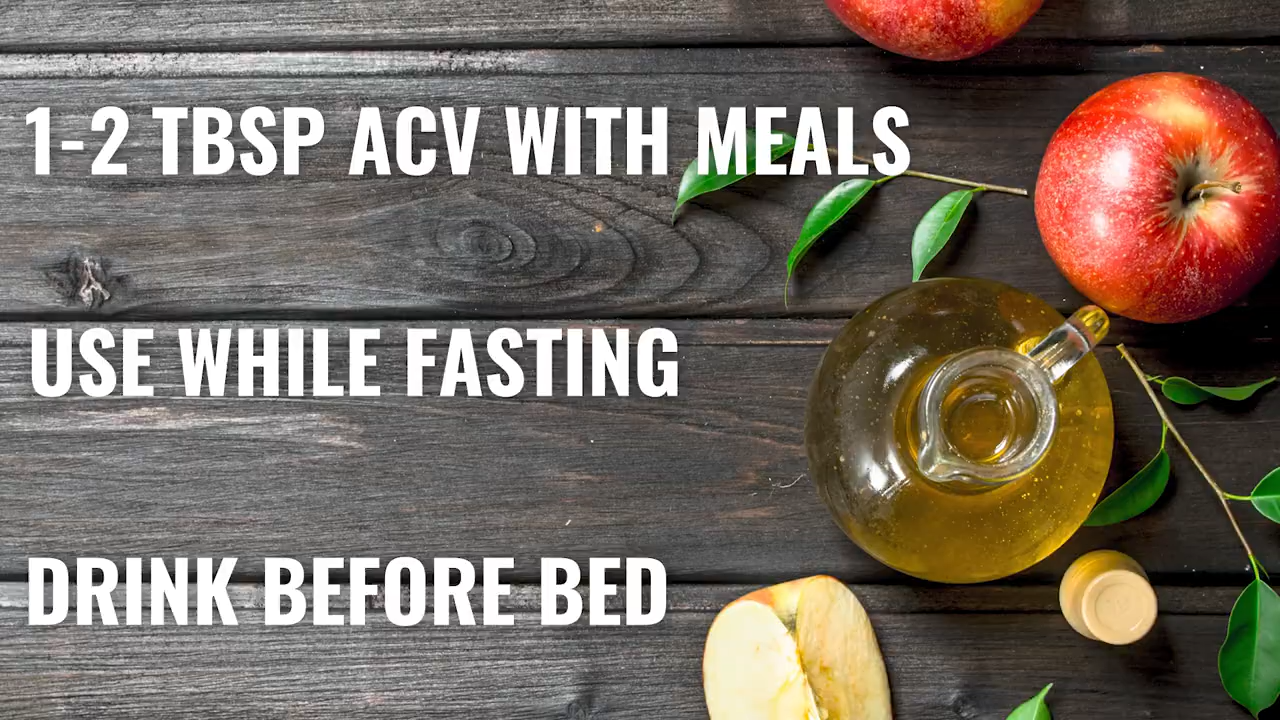 1-2 TBSP ACV WITH MEALS
USE WHILE FASTING
DRINK BEFORE BED